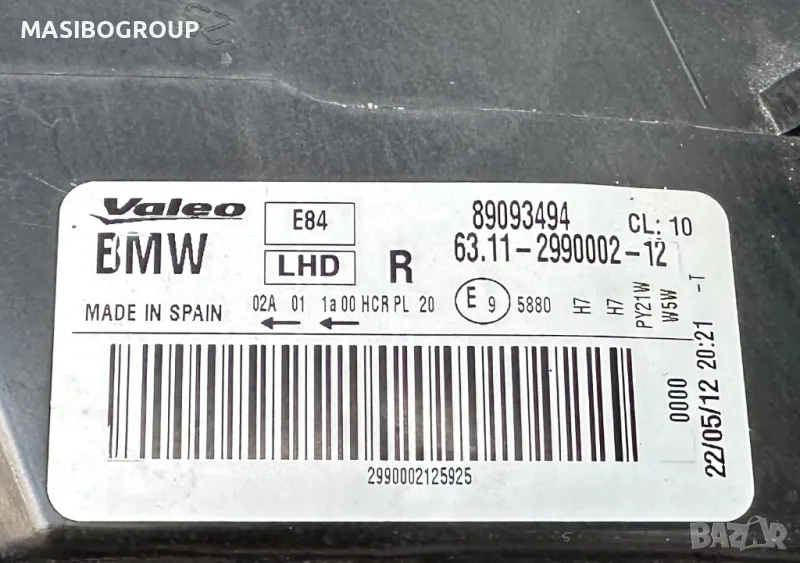 MASIBOGROUP
Valeo
BMW
E84
LHD
R
89093494
63.11-2990002-12
CL: 10
MADE IN SPAIN
02A 01 1a 00 HCR PL 20
E 9 5880
H7
H7
PY21W
W5W
-T
0000
22/05/12 20:21
2990002125925
BAZAR